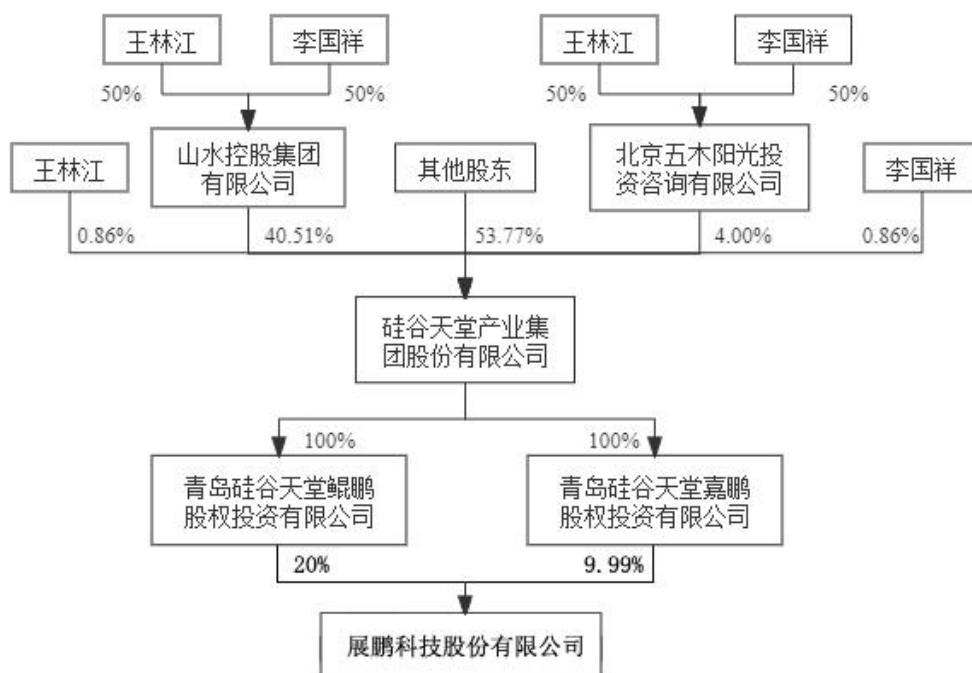 王林江
李国祥
王林江
李国祥
50%
50%
50%
50%
王林江
山水控股集团
有限公司
其他股东
北京五木阳光投
资咨询有限公司
李国祥
0.86%
40.51%
53.77%
4.00%
0.86%
硅谷天堂产业集
团股份有限公司
100%
100%
青岛硅谷天堂鲲鹏
股权投资有限公司
青岛硅谷天堂嘉鹏
股权投资有限公司
20%
9.99%
展鹏科技股份有限公司